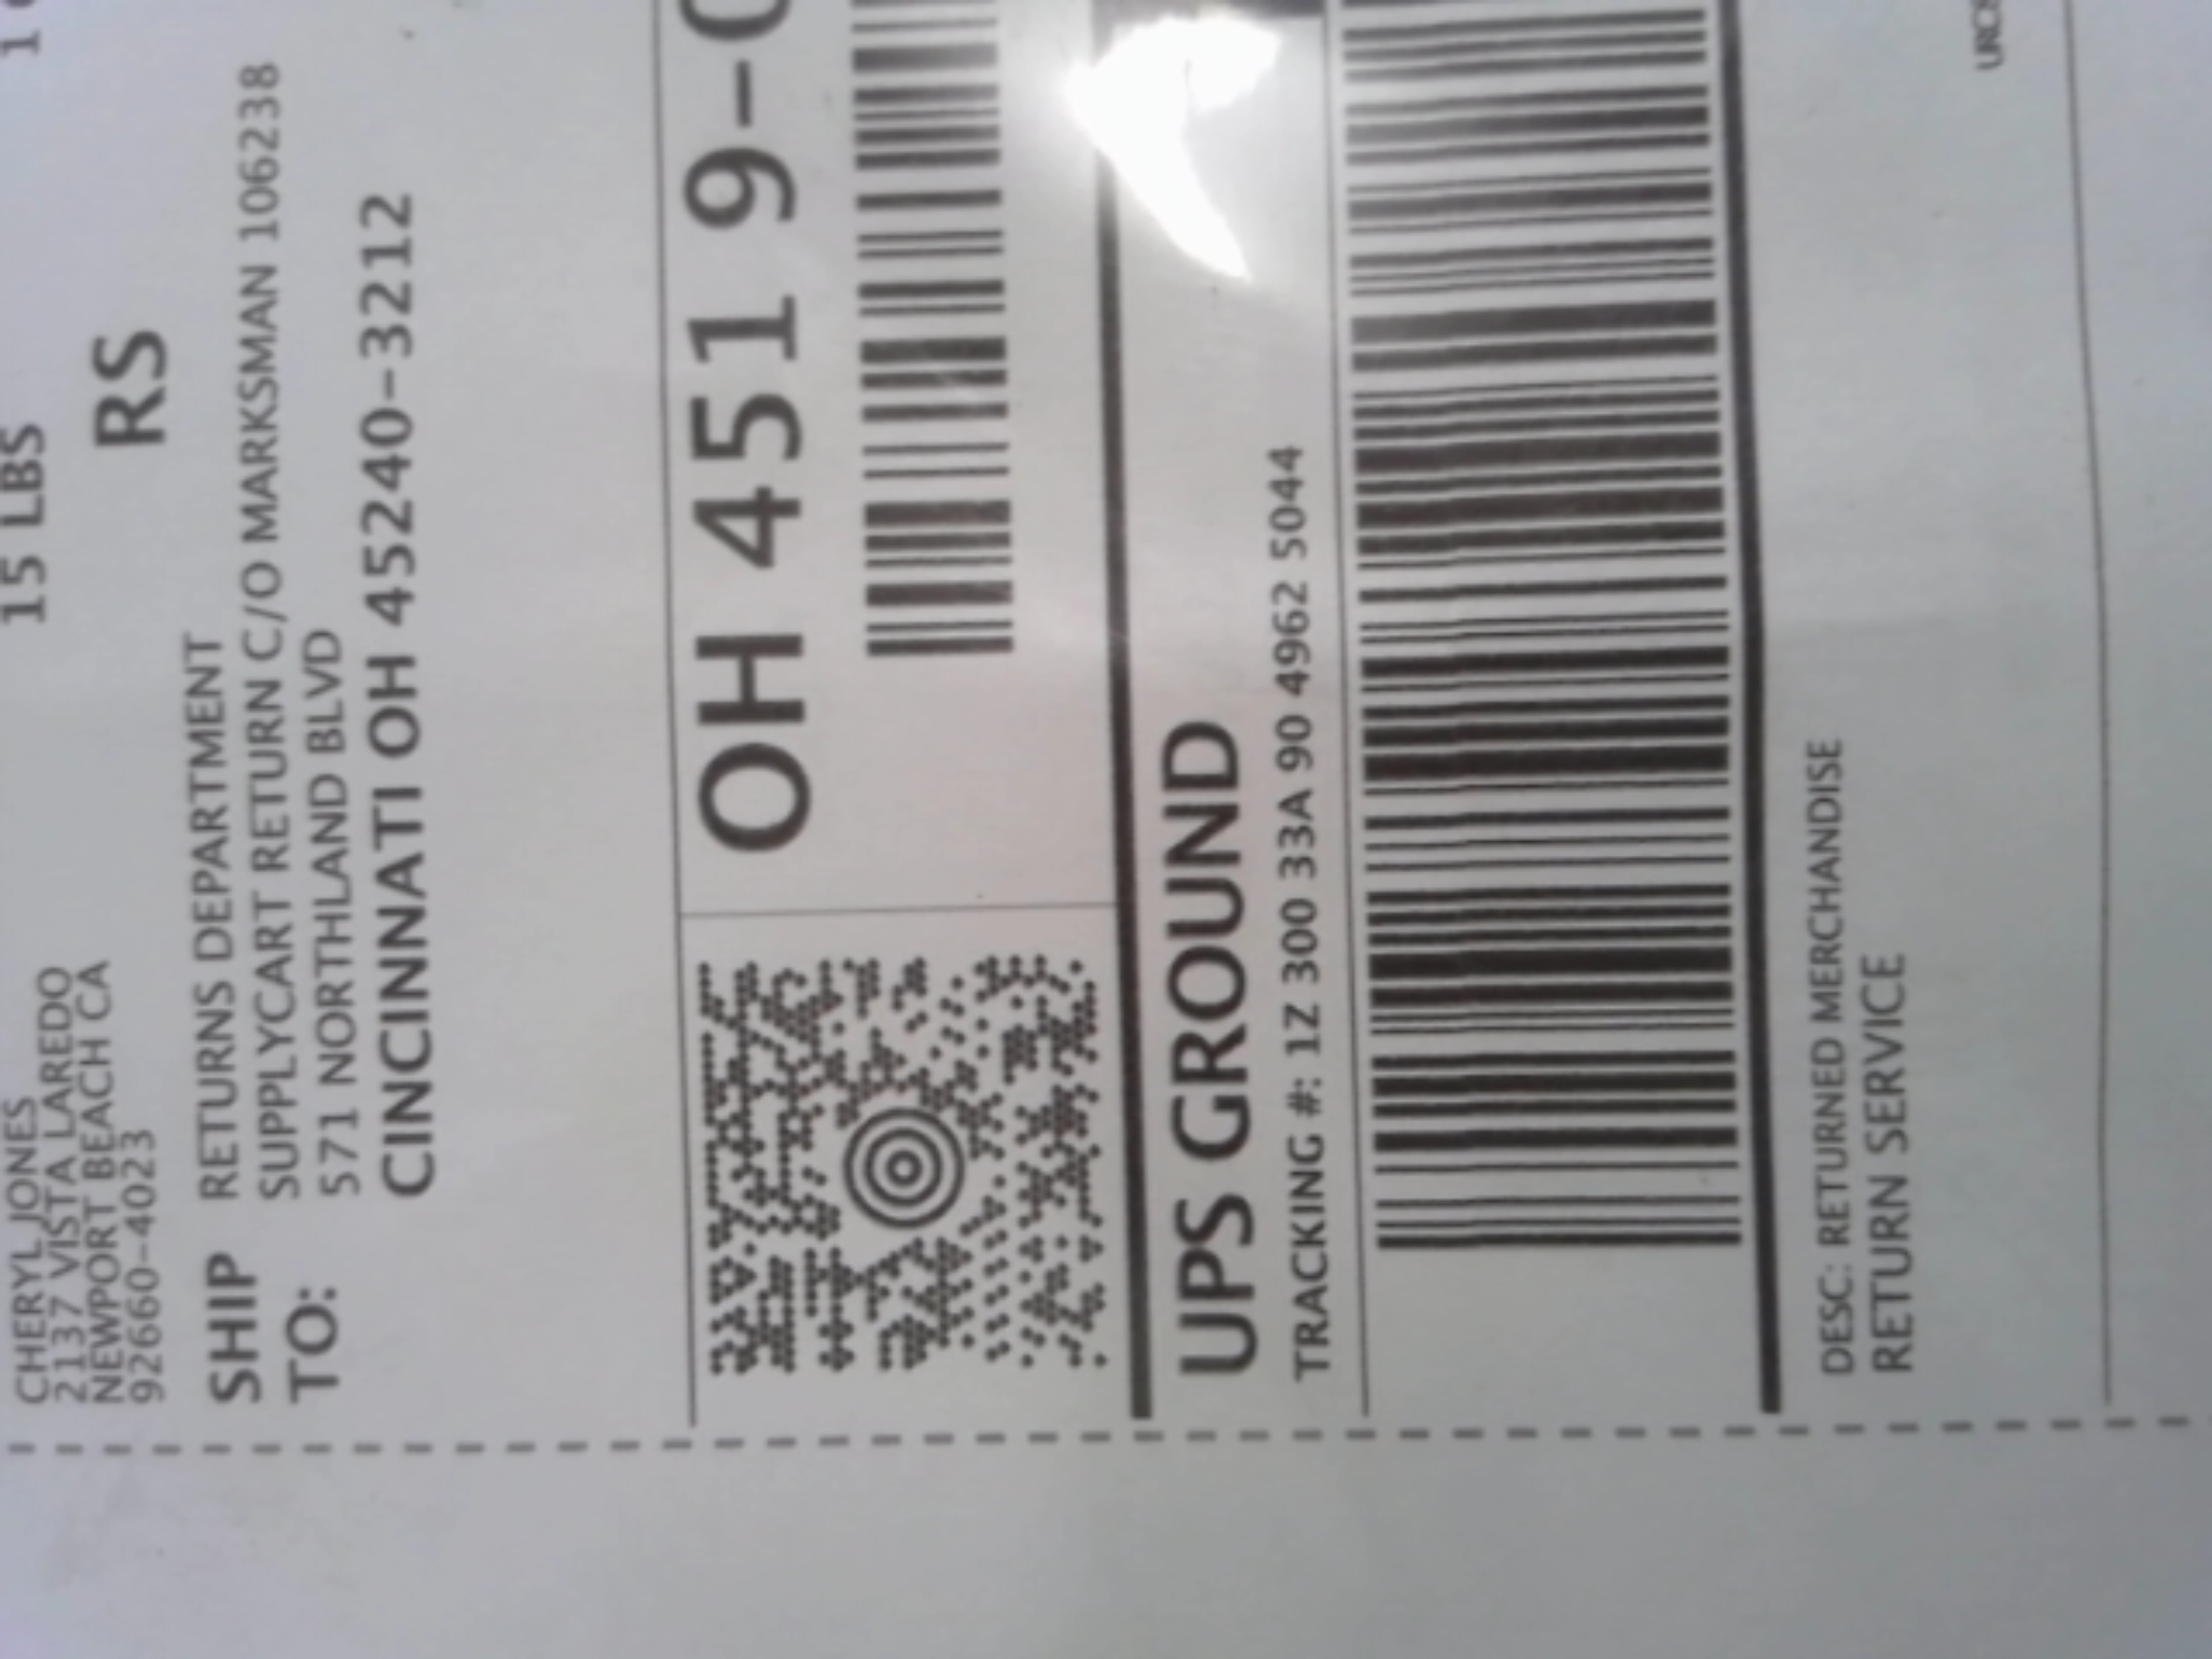 15 LBS
RS
CHERYL JONES
2137 VISTA LAREDO
NEWPORT BEACH CA
92660-4023
SHIP
TO:
RETURNS DEPARTMENT
SUPPLYCART RETURN C/O MARKSMAN 106238
571 NORTHLAND BLVD
CINCINNATI OH 45240-3212
OH 451 9-0
UPS GROUND
TRACKING #: 1Z 300 33A 90 4962 5044
DESC: RETURNED MERCHANDISE
RETURN SERVICE